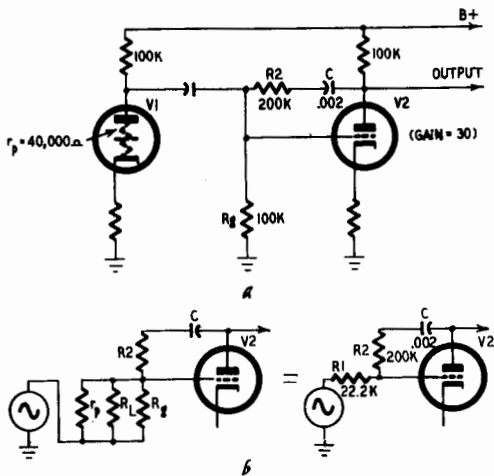 B+
100K
100K
R2
C
OUTPUT
200K
.002
V1
V2
rp=40,000Ω
(GAIN=30)
Rg
100K
a
C
V2
R2
rp
RL
Rg
=
C
.002
V2
R2
200K
R1
22.2K
b